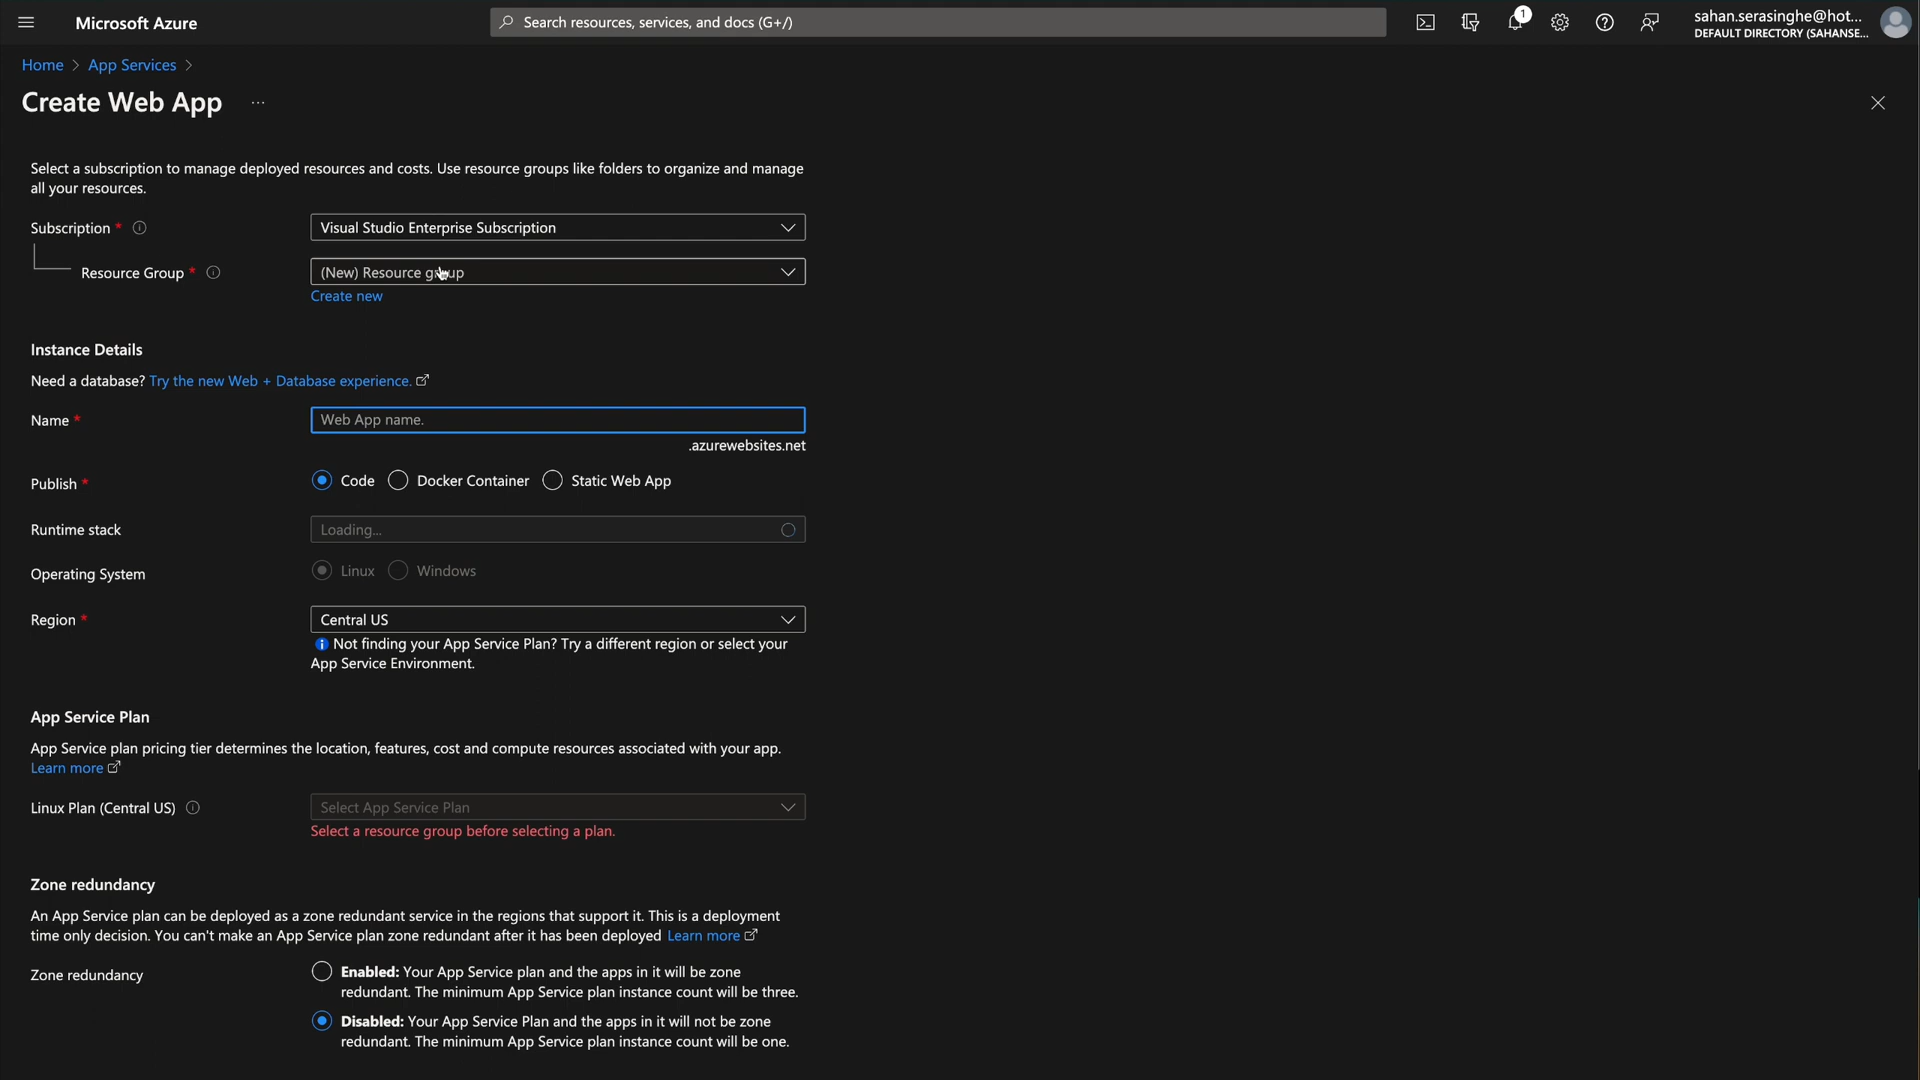 Microsoft Azure
Search resources, services, and docs (G+/)
1
sahan.serasinghe@hot...
DEFAULT DIRECTORY (SAHANSE...
Home > App Services >
Create Web App ...
Select a subscription to manage deployed resources and costs. Use resource groups like folders to organize and manage
all your resources.
Subscription *
Visual Studio Enterprise Subscription
Resource Group *
(New) Resource group
Create new
Instance Details
Need a database? Try the new Web + Database experience.
Name *
Web App name.
.azurewebsites.net
Publish *
Code
Docker Container
Static Web App
Runtime stack
Loading...
Operating System
Linux
Windows
Region *
Central US
Not finding your App Service Plan? Try a different region or select your
App Service Environment.
App Service Plan
App Service plan pricing tier determines the location, features, cost and compute resources associated with your app.
Learn more
Linux Plan (Central US)
Select App Service Plan
Select a resource group before selecting a plan.
Zone redundancy
An App Service plan can be deployed as a zone redundant service in the regions that support it. This is a deployment
time only decision. You can't make an App Service plan zone redundant after it has been deployed Learn more
Zone redundancy
Enabled: Your App Service plan and the apps in it will be zone
redundant. The minimum App Service plan instance count will be three.
Disabled: Your App Service Plan and the apps in it will not be zone
redundant. The minimum App Service plan instance count will be one.